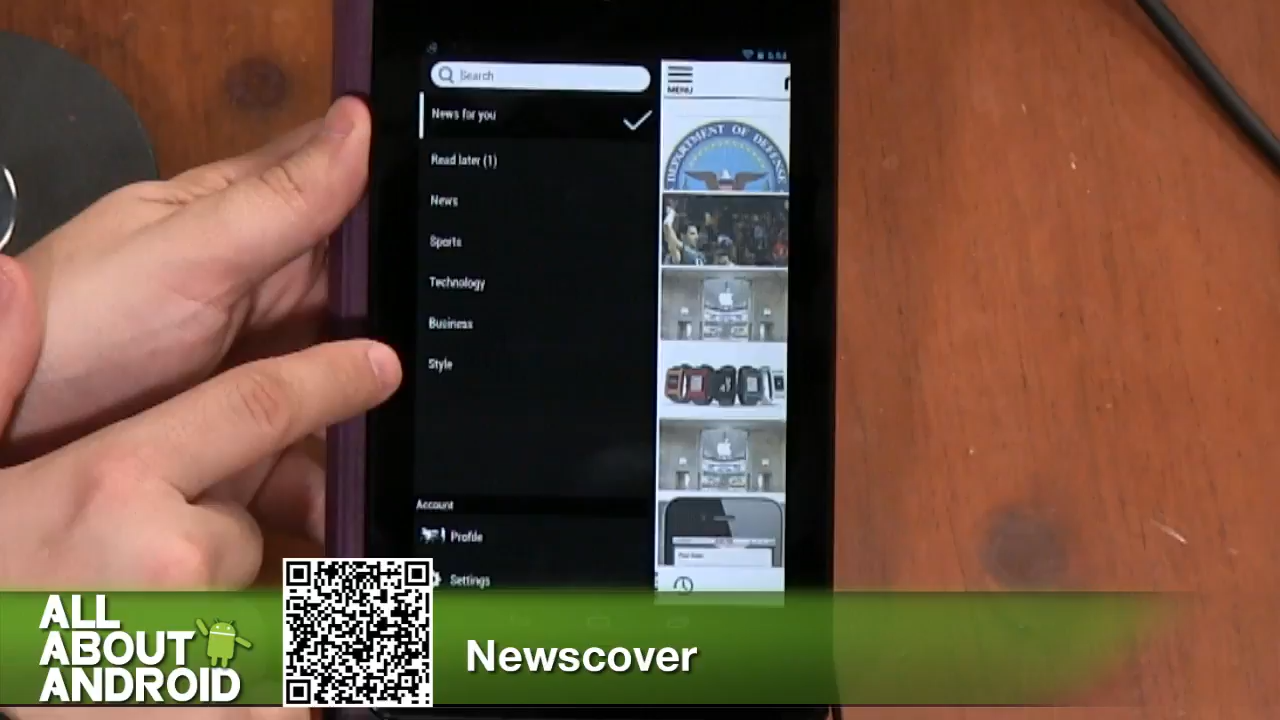 Search
News for you
Read later (1)
News
Sports
Technology
Business
Style
Account
Profile
Settings
MENU
DEPARTMENT OF DEFENSE
ALL
ABOUT
ANDROID
Newscover